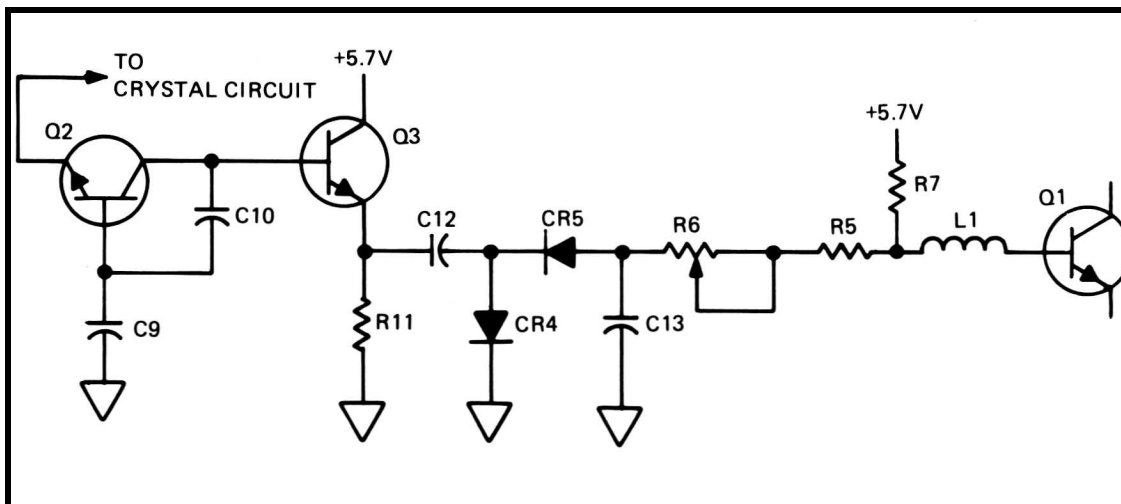 TO
CRYSTAL CIRCUIT
+5.7V
Q2
Q3
+5.7V
R7
Q1
C10
C12
CR5
R6
R5
L1
C9
R11
CR4
C13